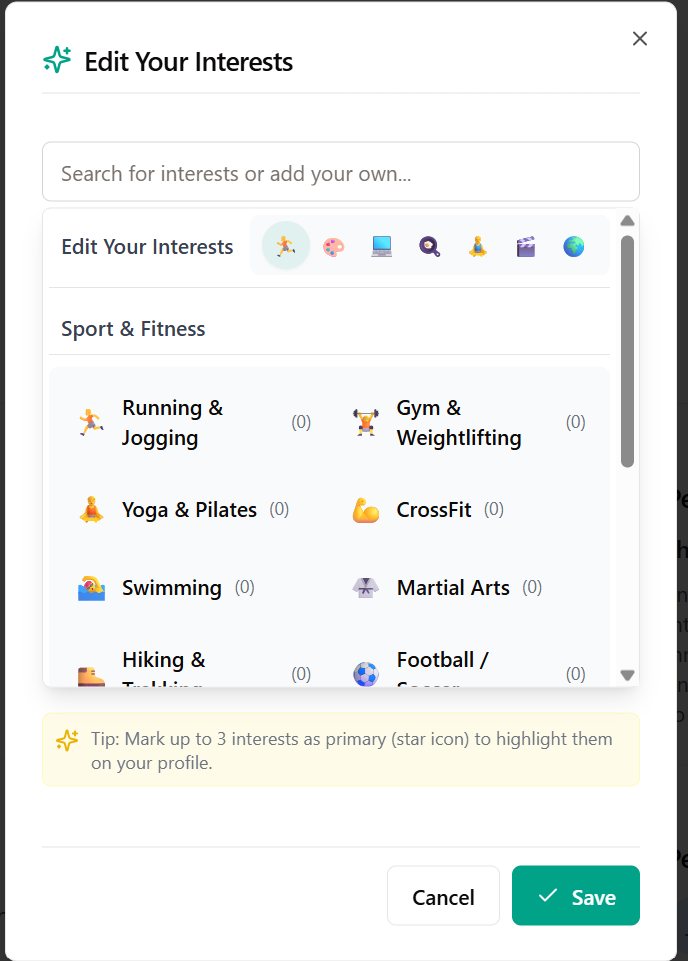 Edit Your Interests
Search for interests or add your own...
Edit Your Interests
Sport & Fitness
Running &
Jogging
(0)
Gym &
Weightlifting
(0)
Yoga & Pilates (0)
CrossFit (0)
Swimming (0)
Martial Arts (0)
Hiking &
(0)
Football /
(0)
Tip: Mark up to 3 interests as primary (star icon) to highlight them
on your profile.
Cancel
Save